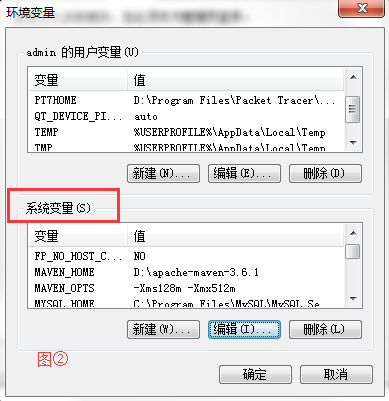 环境变量
admin 的用户变量(U)
变量 值
PT7HOME D:\Program Files\Packet Tracer\...
QT_DEVICE_PI... auto
TEMP %USERPROFILE%\AppData\Local\Temp
TMP %USERPROFILE%\AppData\Local\Temp
新建(N)... 编辑(E)... 删除(D)
系统变量(S)
变量 值
FP_NO_HOST_C... NO
MAVEN_HOME D:\apache-maven-3.6.1
MAVEN_OPTS -Xms128m -Xmx512m
MYSQL_HOME C:\Program Files\MySQL\MySQL Se...
新建(W)... 编辑(I)... 删除(L)
图②
确定 取消